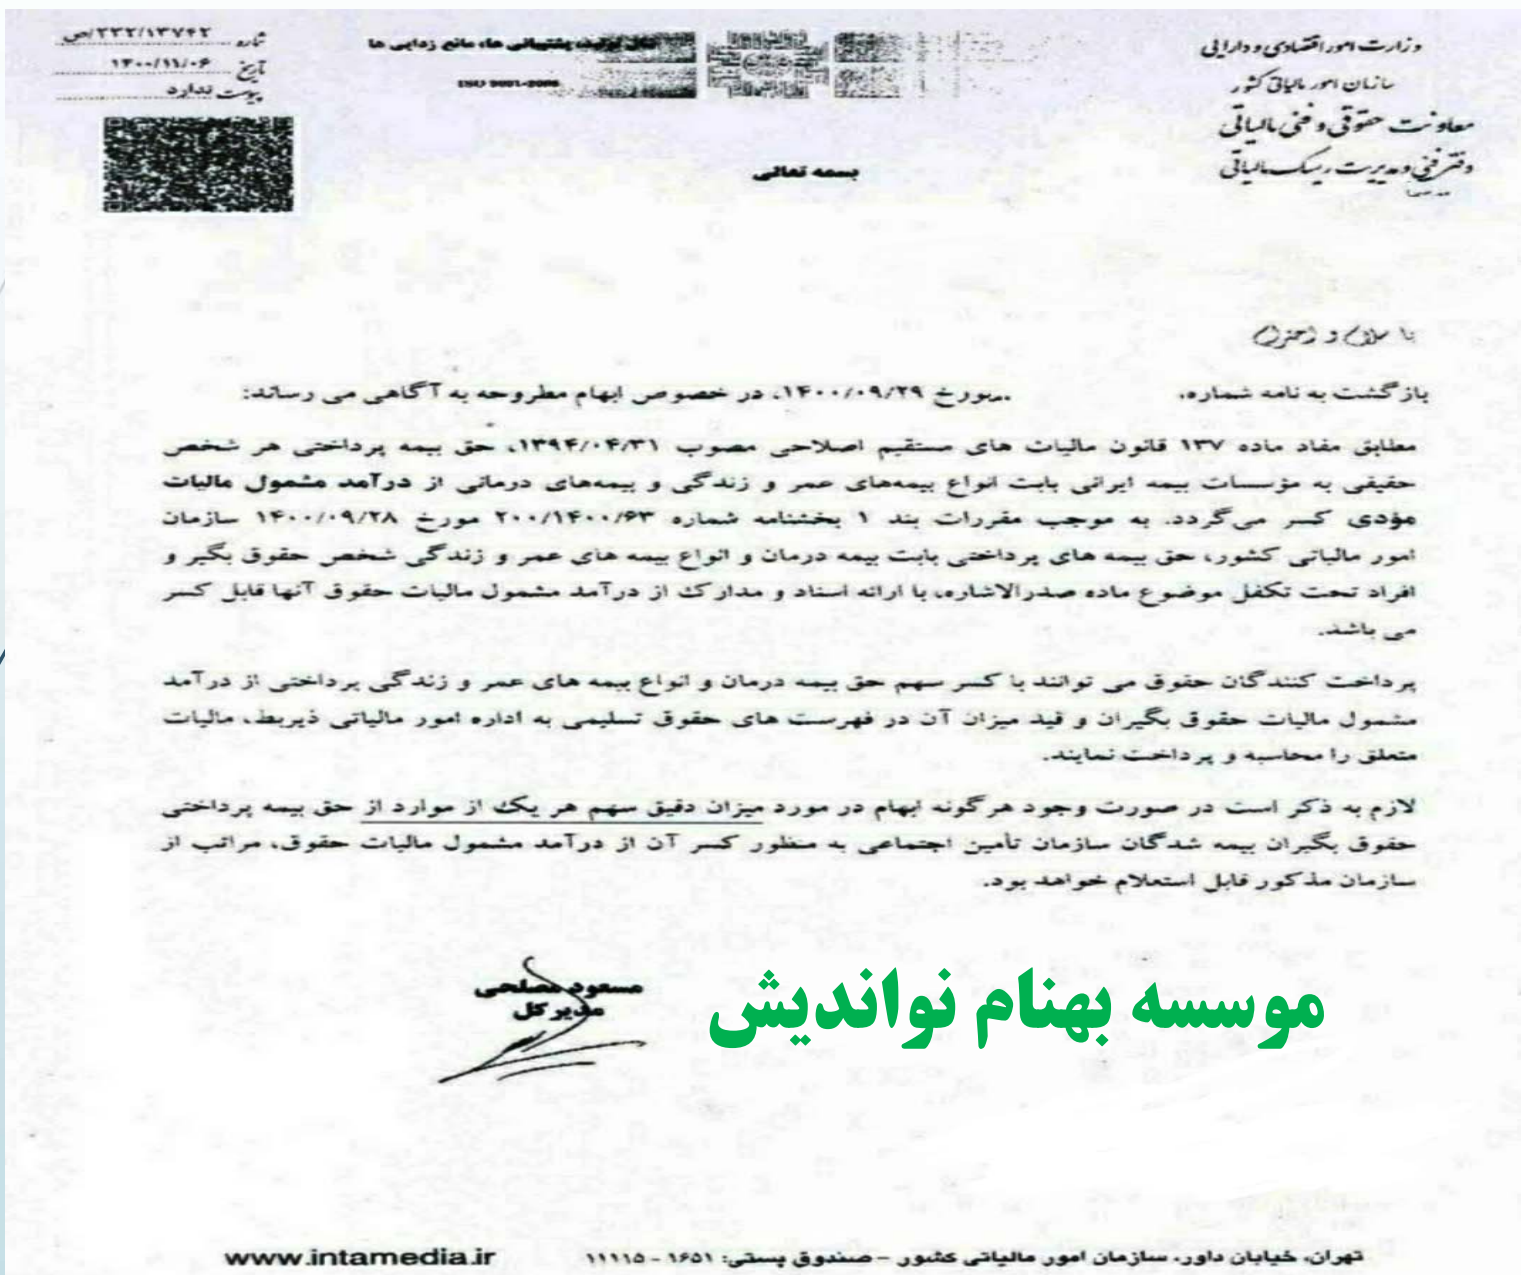 وزارت امور اقتصادی و دارایی
سازمان امور مالیاتی کشور
معاونت حقوقی و فنی مالیاتی
دفتر فنی و مدیریت ریسک مالیاتی
سال تولید، پشتیبانی ها، مانع زدایی ها
ISO 9001-2008
شماره ۲۳۲/۱۳۷۴۲/ص
تاریخ ۱۴۰۰/۱۱/۰۶
پیوست ندارد
بسمه تعالی
با سلام و احترام
بازگشت به نامه شماره، مورخ ۱۴۰۰/۰۹/۲۹، در خصوص ابهام مطروحه به آگاهی می رساند:
مطابق مفاد ماده ۱۳۷ قانون مالیات های مستقیم اصلاحی مصوب ۱۳۹۴/۰۴/۳۱، حق بیمه پرداختی هر شخص
حقیقی به مؤسسات بیمه ایرانی بابت انواع بیمه‌های عمر و زندگی و بیمه‌های درمانی از درآمد مشمول مالیات
مؤدی کسر می‌گردد. به موجب مقررات بند ۱ بخشنامه شماره ۲۰۰/۱۴۰۰/۶۳ مورخ ۱۴۰۰/۰۹/۲۸ سازمان
امور مالیاتی کشور، حق بیمه های پرداختی بابت بیمه درمان و انواع بیمه های عمر و زندگی شخص حقوق بگیر و
افراد تحت تکفل موضوع ماده صدرالاشاره، با ارائه اسناد و مدارک از درآمد مشمول مالیات حقوق آنها قابل کسر
می باشد.
پرداخت کنندگان حقوق می توانند با کسر سهم حق بیمه درمان و انواع بیمه های عمر و زندگی پرداختی از درآمد
مشمول مالیات حقوق بگیران و قید میزان آن در فهرست های حقوق تسلیمی به اداره امور مالیاتی ذیربط، مالیات
متعلق را محاسبه و پرداخت نمایند.
لازم به ذکر است در صورت وجود هرگونه ابهام در مورد میزان دقیق سهم هر یک از موارد از حق بیمه پرداختی
حقوق بگیران بیمه شدگان سازمان تأمین اجتماعی به منظور کسر آن از درآمد مشمول مالیات حقوق، مراتب از
سازمان مذکور قابل استعلام خواهد بود.
مسعود مصلحی
مدیر کل
موسسه بهنام نواندیش
تهران، خیابان داور، سازمان امور مالیاتی کشور – صندوق پستی: ۱۶۵۱ - ۱۱۱۱۵
www.intamedia.ir